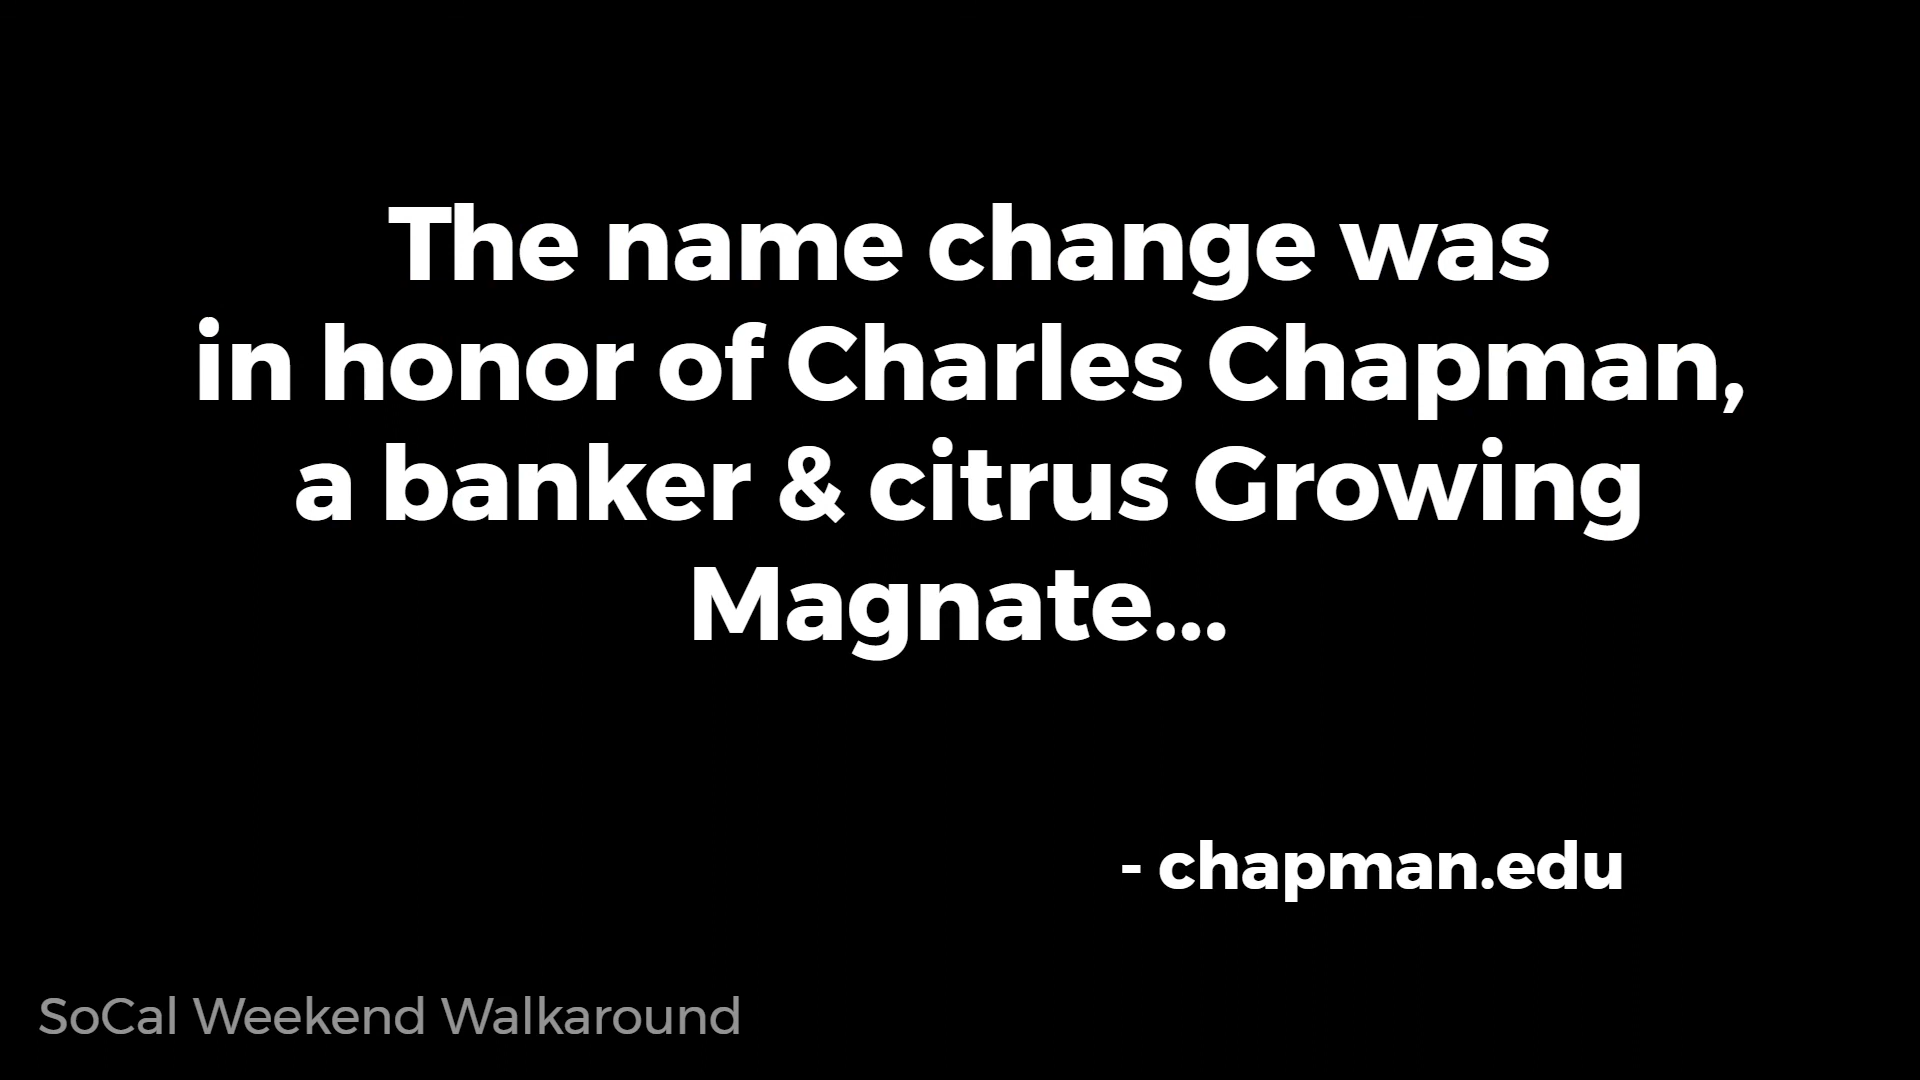 The name change was
in honor of Charles Chapman,
a banker & citrus Growing
Magnate...
- chapman.edu
SoCal Weekend Walkaround